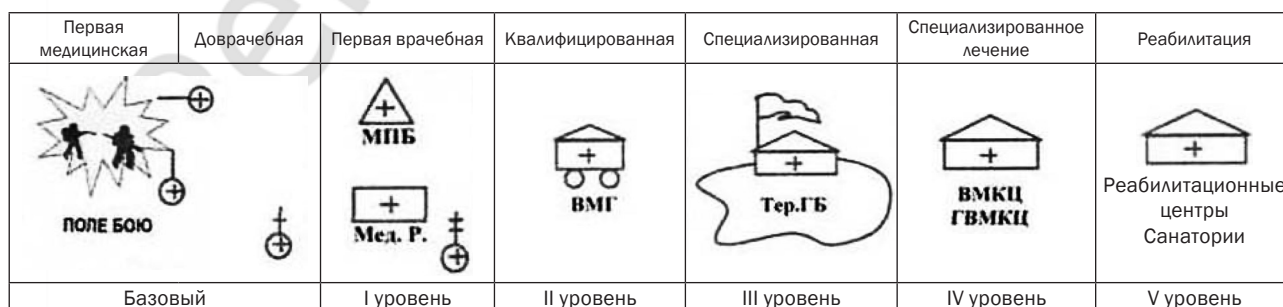 Первая медицинская
Доврачебная
Первая врачебная
Квалифицированная
Специализированная
Специализированное лечение
Реабилитация
ПОЛЕ БОЮ
МПБ
Мед. Р.
ВМГ
Тер.ГБ
ВМКЦ
ГВМКЦ
Реабилитационные
центры
Санатории
Базовый
I уровень
II уровень
III уровень
IV уровень
V уровень